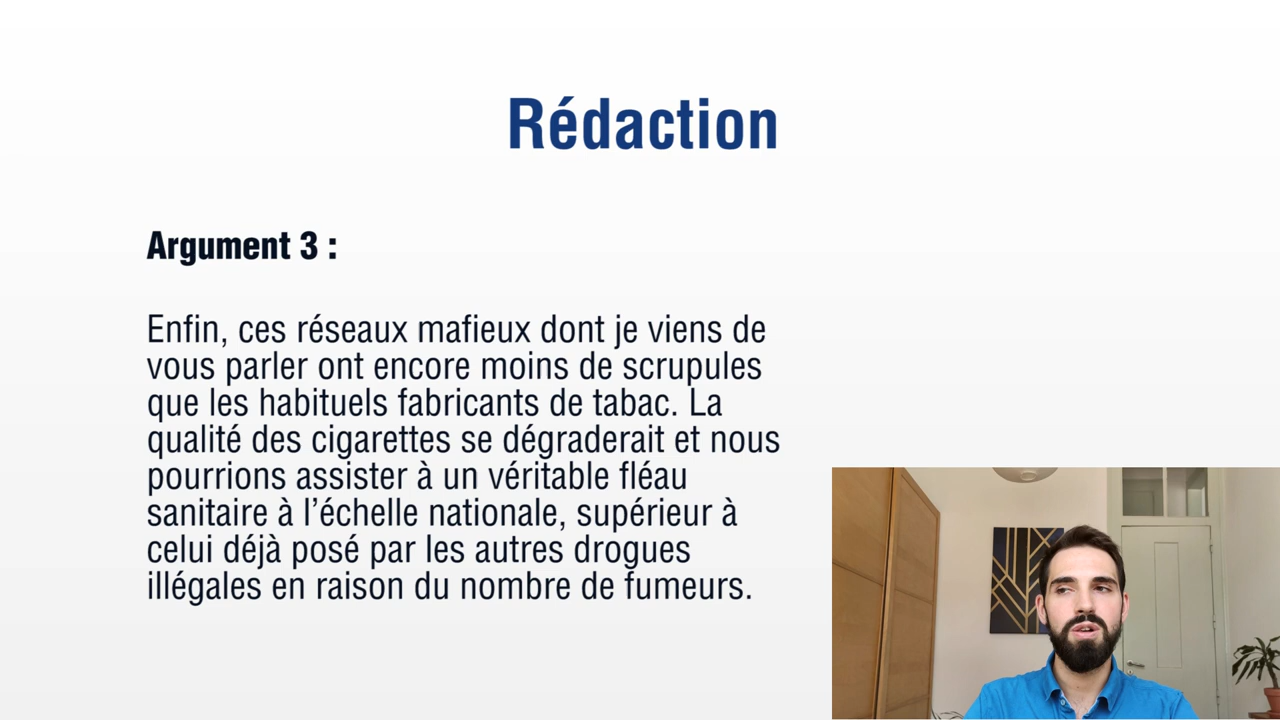 Rédaction
Argument 3 :
Enfin, ces réseaux mafieux dont je viens de
vous parler ont encore moins de scrupules
que les habituels fabricants de tabac. La
qualité des cigarettes se dégraderait et nous
pourrions assister à un véritable fléau
sanitaire à l’échelle nationale, supérieur à
celui déjà posé par les autres drogues
illégales en raison du nombre de fumeurs.